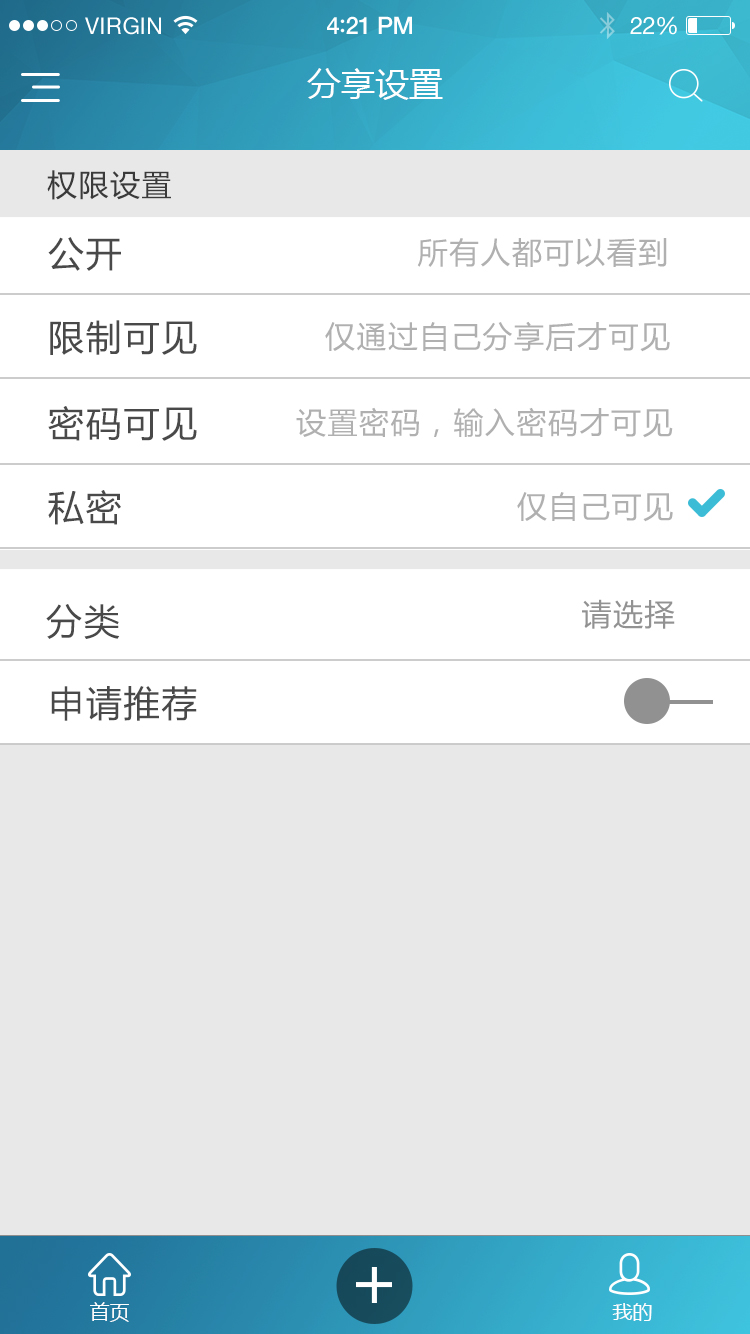 VIRGIN 4:21 PM 22%
分享设置
权限设置
公开 所有人都可以看到
限制可见 仅通过自己分享后才可见
密码可见 设置密码，输入密码才可见
私密 仅自己可见
分类 请选择
申请推荐
首页 我的